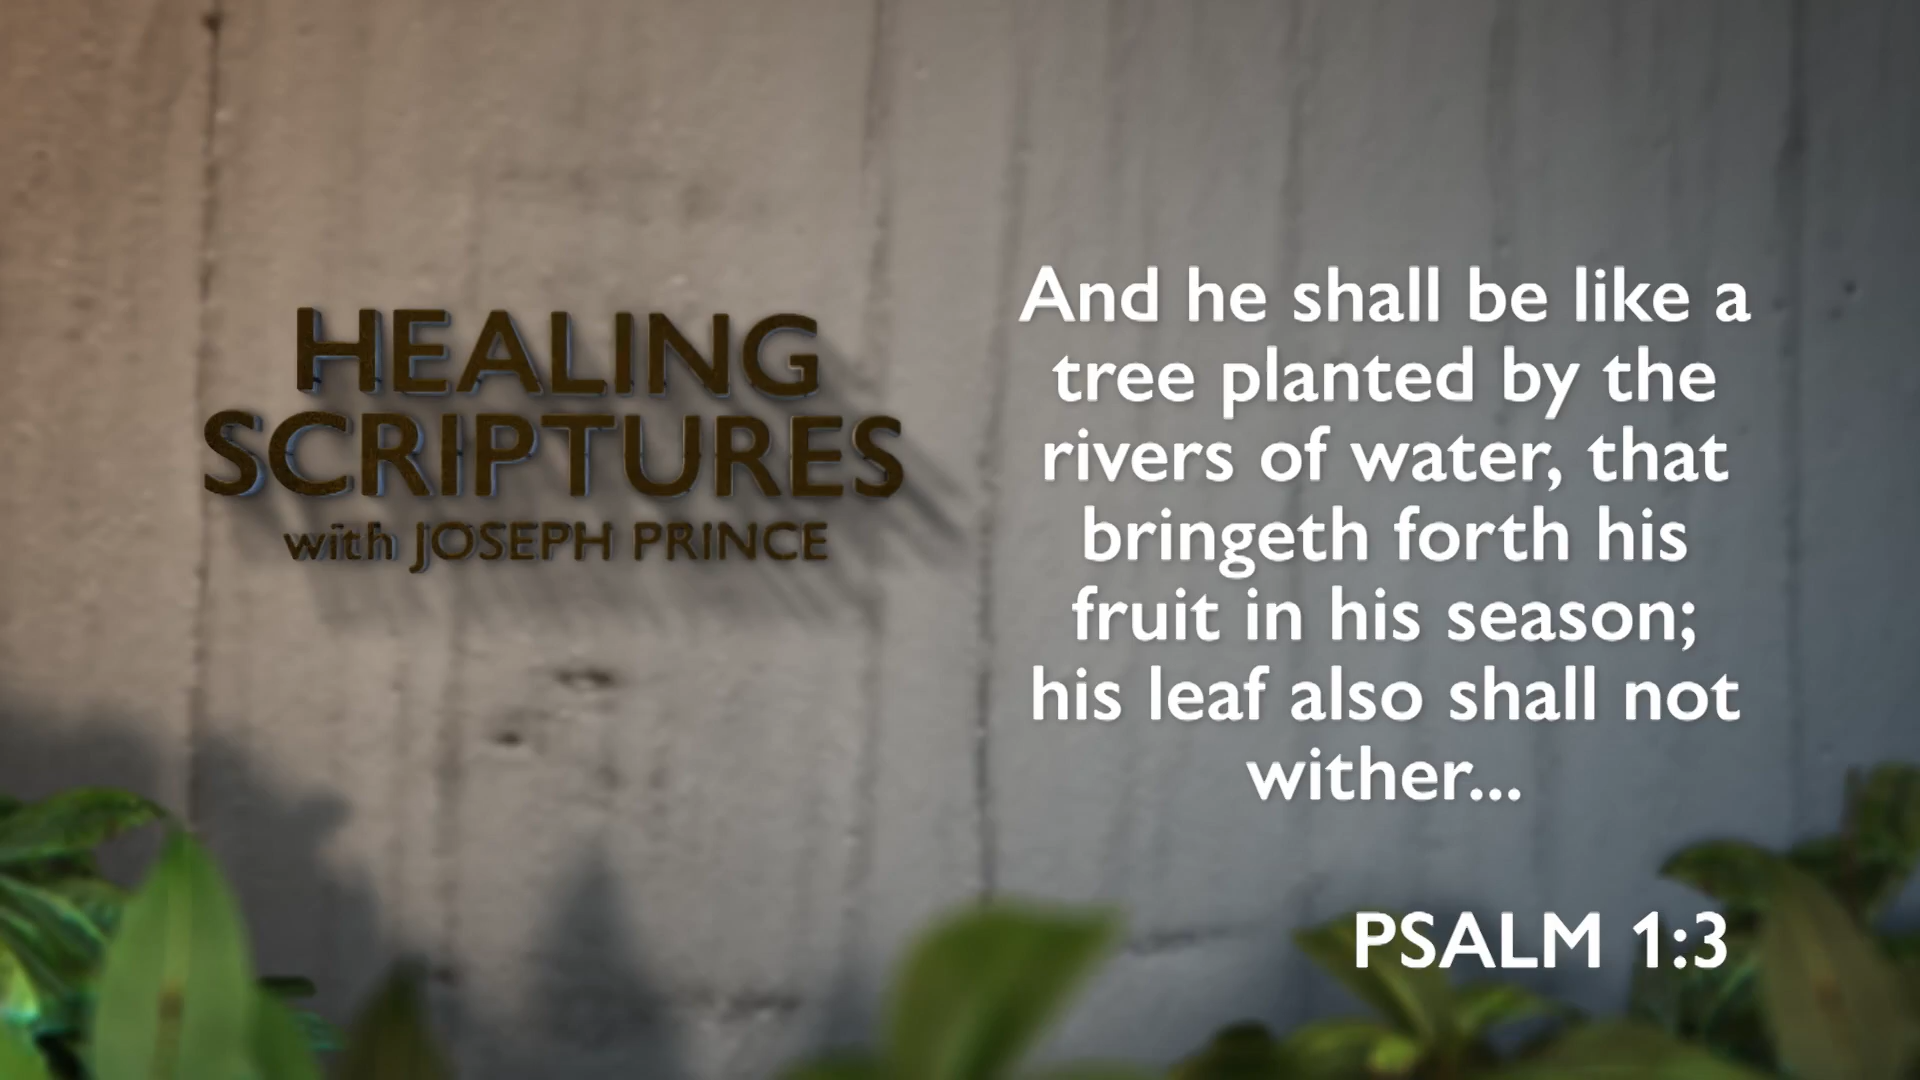 HEALING
SCRIPTURES
with JOSEPH PRINCE
And he shall be like a
tree planted by the
rivers of water, that
bringeth forth his
fruit in his season;
his leaf also shall not
wither...
PSALM 1:3